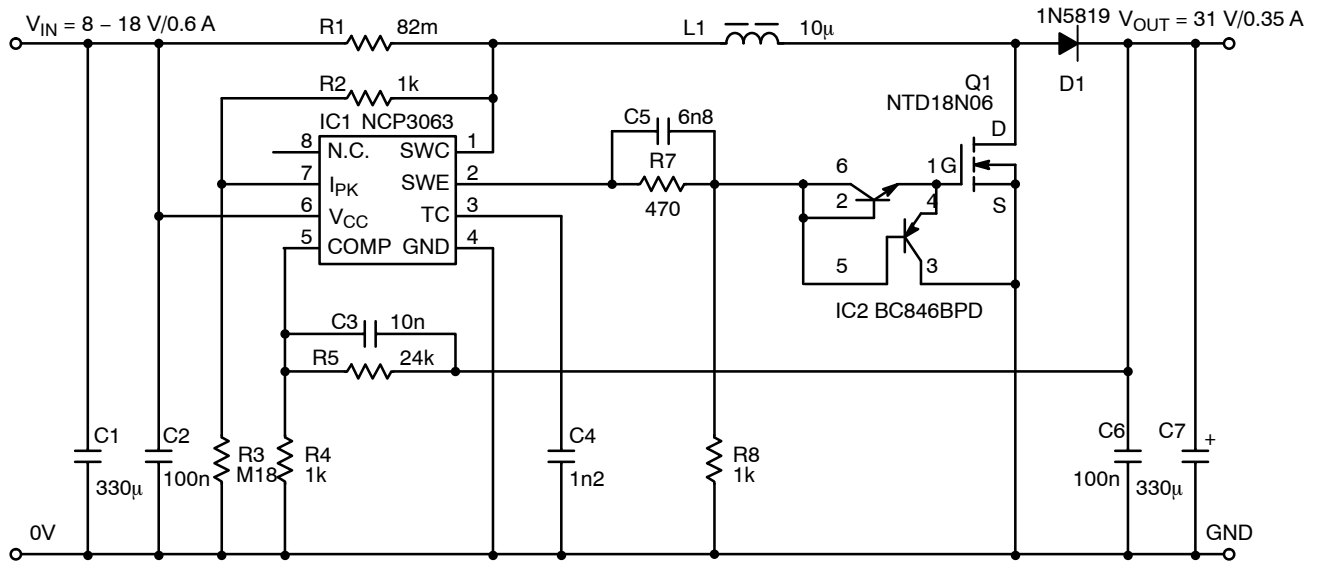 V_IN = 8 – 18 V/0.6 A
R1 82m
L1 10μ
1N5819
V_OUT = 31 V/0.35 A
D1
R2 1k
Q1
NTD18N06
IC1 NCP3063
8 N.C. SWC 1
7 I_PK SWE 2
6 V_CC TC 3
5 COMP GND 4
C5 6n8
R7
470
6
2
5
1 G
4
3
D
S
IC2 BC846BPD
C3 10n
R5 24k
C1
330μ
C2
100n
R3
M18
R4
1k
C4
1n2
R8
1k
C6
100n
C7
+
330μ
0V
GND